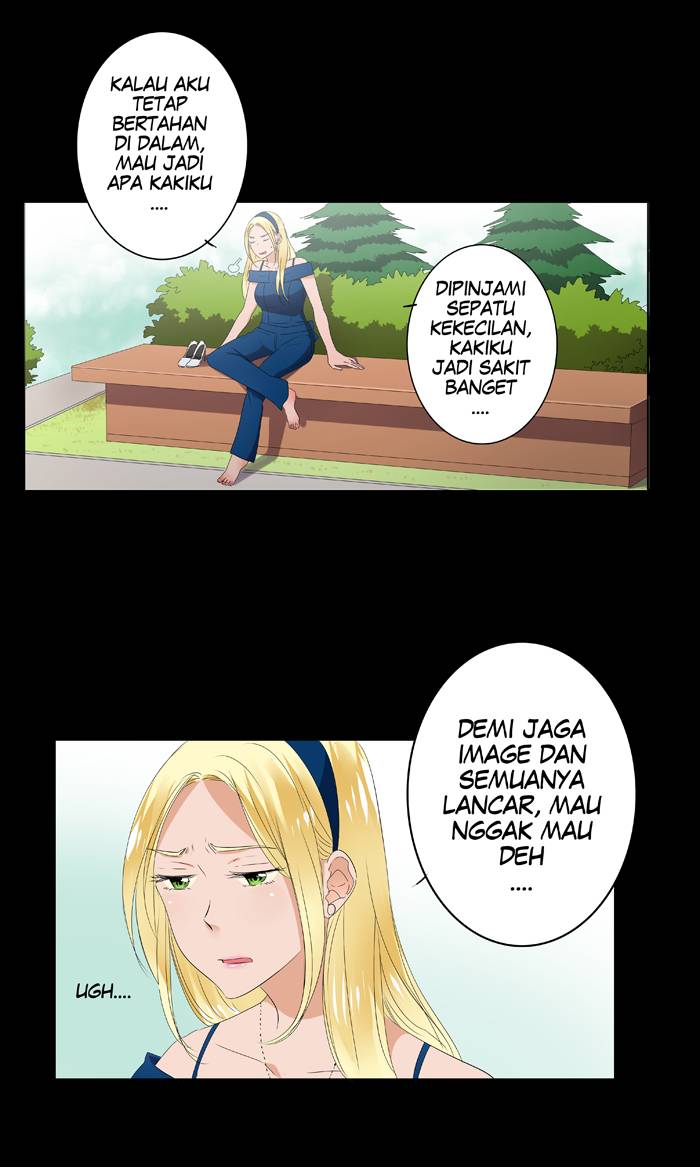 KALAU AKU
TETAP
BERTAHAN
DI DALAM,
MAU JADI
APA KAKIKU
....
DIPINJAMI
SEPATU
KEKECILAN,
KAKIKU
JADI SAKIT
BANGET
....
DEMI JAGA
IMAGE DAN
SEMUANYA
LANCAR, MAU
NGGAK MAU
DEH
....
UGH....